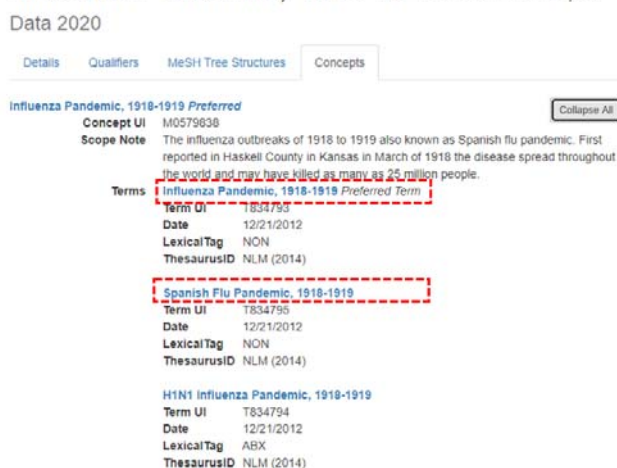 Data 2020
Details Qualifiers MeSH Tree Structures Concepts
Influenza Pandemic, 1918-1919 Preferred
Collapse All
Concept UI M0579838
Scope Note The influenza outbreaks of 1918 to 1919 also known as Spanish flu pandemic. First
reported in Haskell County in Kansas in March of 1918 the disease spread throughout
the world and may have killed as many as 25 million people.
Terms Influenza Pandemic, 1918-1919 Preferred Term
Term UI T834793
Date 12/21/2012
LexicalTag NON
ThesaurusID NLM (2014)
Spanish Flu Pandemic, 1918-1919
Term UI T834795
Date 12/21/2012
LexicalTag NON
ThesaurusID NLM (2014)
H1N1 Influenza Pandemic, 1918-1919
Term UI T834794
Date 12/21/2012
LexicalTag ABX
ThesaurusID NLM (2014)